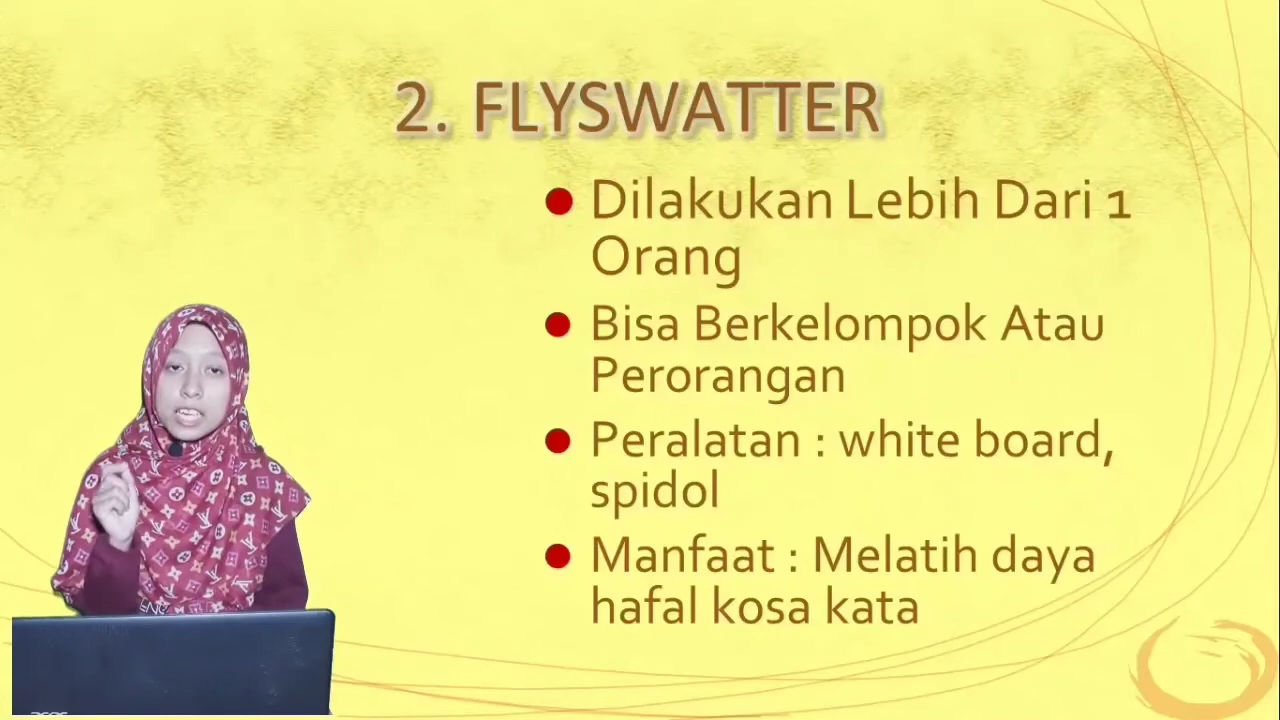 2. FLYSWATTER
Dilakukan Lebih Dari 1
Orang
Bisa Berkelompok Atau
Perorangan
Peralatan : white board,
spidol
Manfaat : Melatih daya
hafal kosa kata